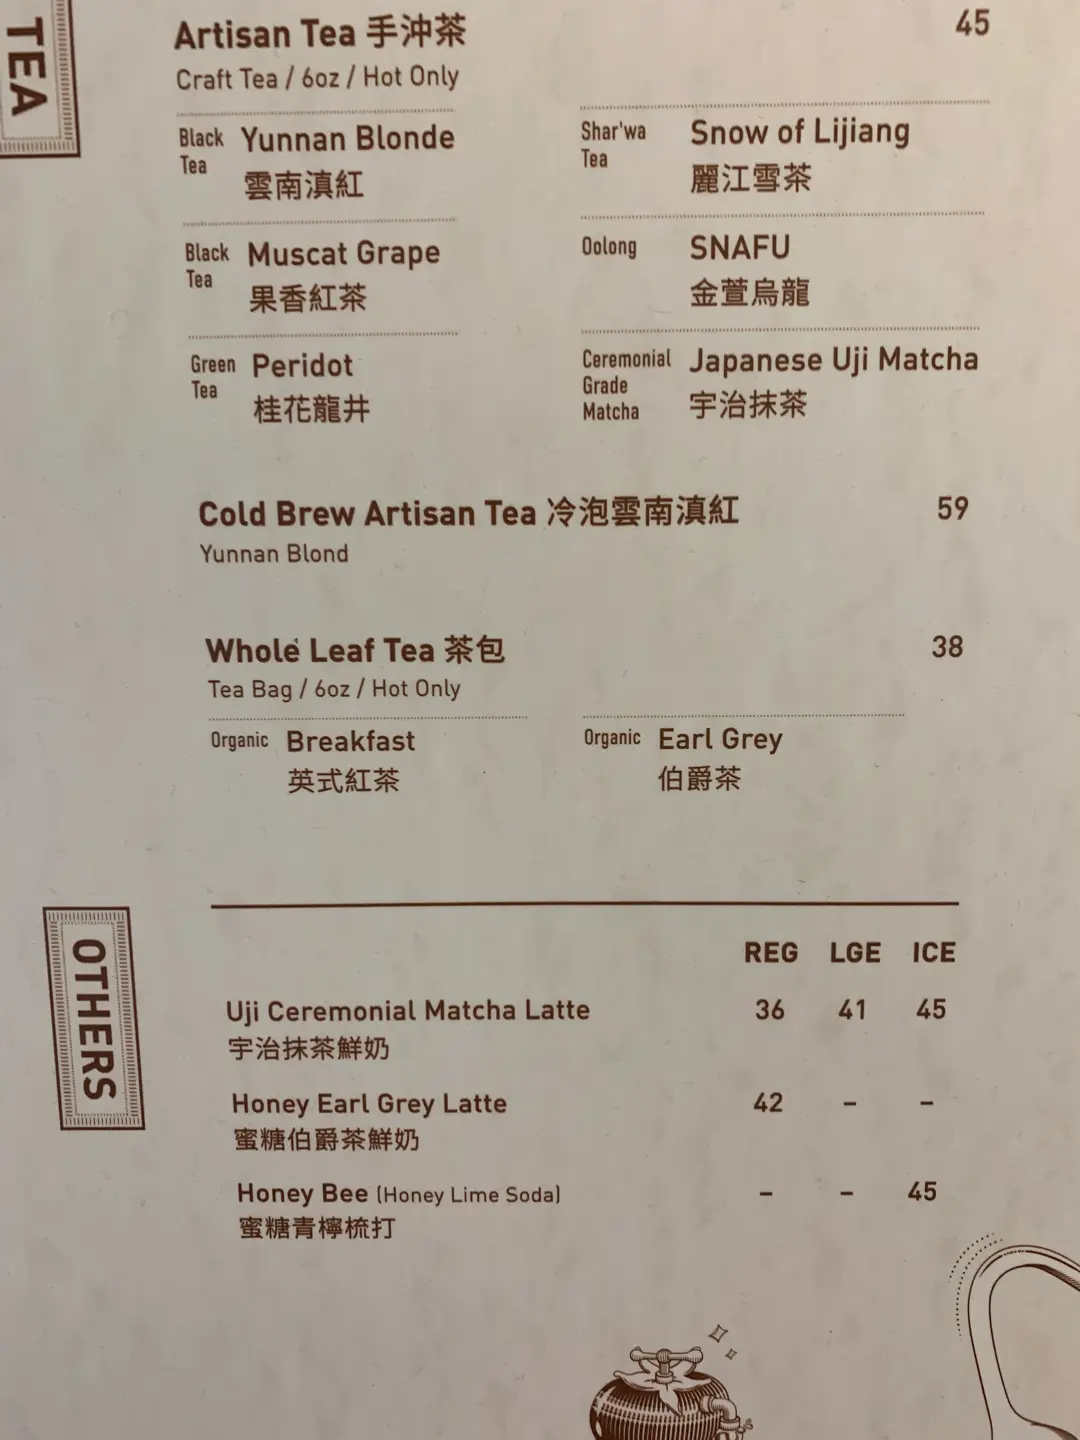 TEA
Artisan Tea 手沖茶 45
Craft Tea / 6oz / Hot Only
Black Tea Yunnan Blonde
雲南滇紅
Shar'wa Tea Snow of Lijiang
麗江雪茶
Black Tea Muscat Grape
果香紅茶
Oolong SNAFU
金萱烏龍
Green Tea Peridot
桂花龍井
Ceremonial Grade Matcha Japanese Uji Matcha
宇治抹茶
Cold Brew Artisan Tea 冷泡雲南滇紅 59
Yunnan Blond
Whole Leaf Tea 茶包 38
Tea Bag / 6oz / Hot Only
Organic Breakfast
英式紅茶
Organic Earl Grey
伯爵茶
OTHERS
REG LGE ICE
Uji Ceremonial Matcha Latte 36 41 45
宇治抹茶鮮奶
Honey Earl Grey Latte 42 – –
蜜糖伯爵茶鮮奶
Honey Bee (Honey Lime Soda) – – 45
蜜糖青檸梳打